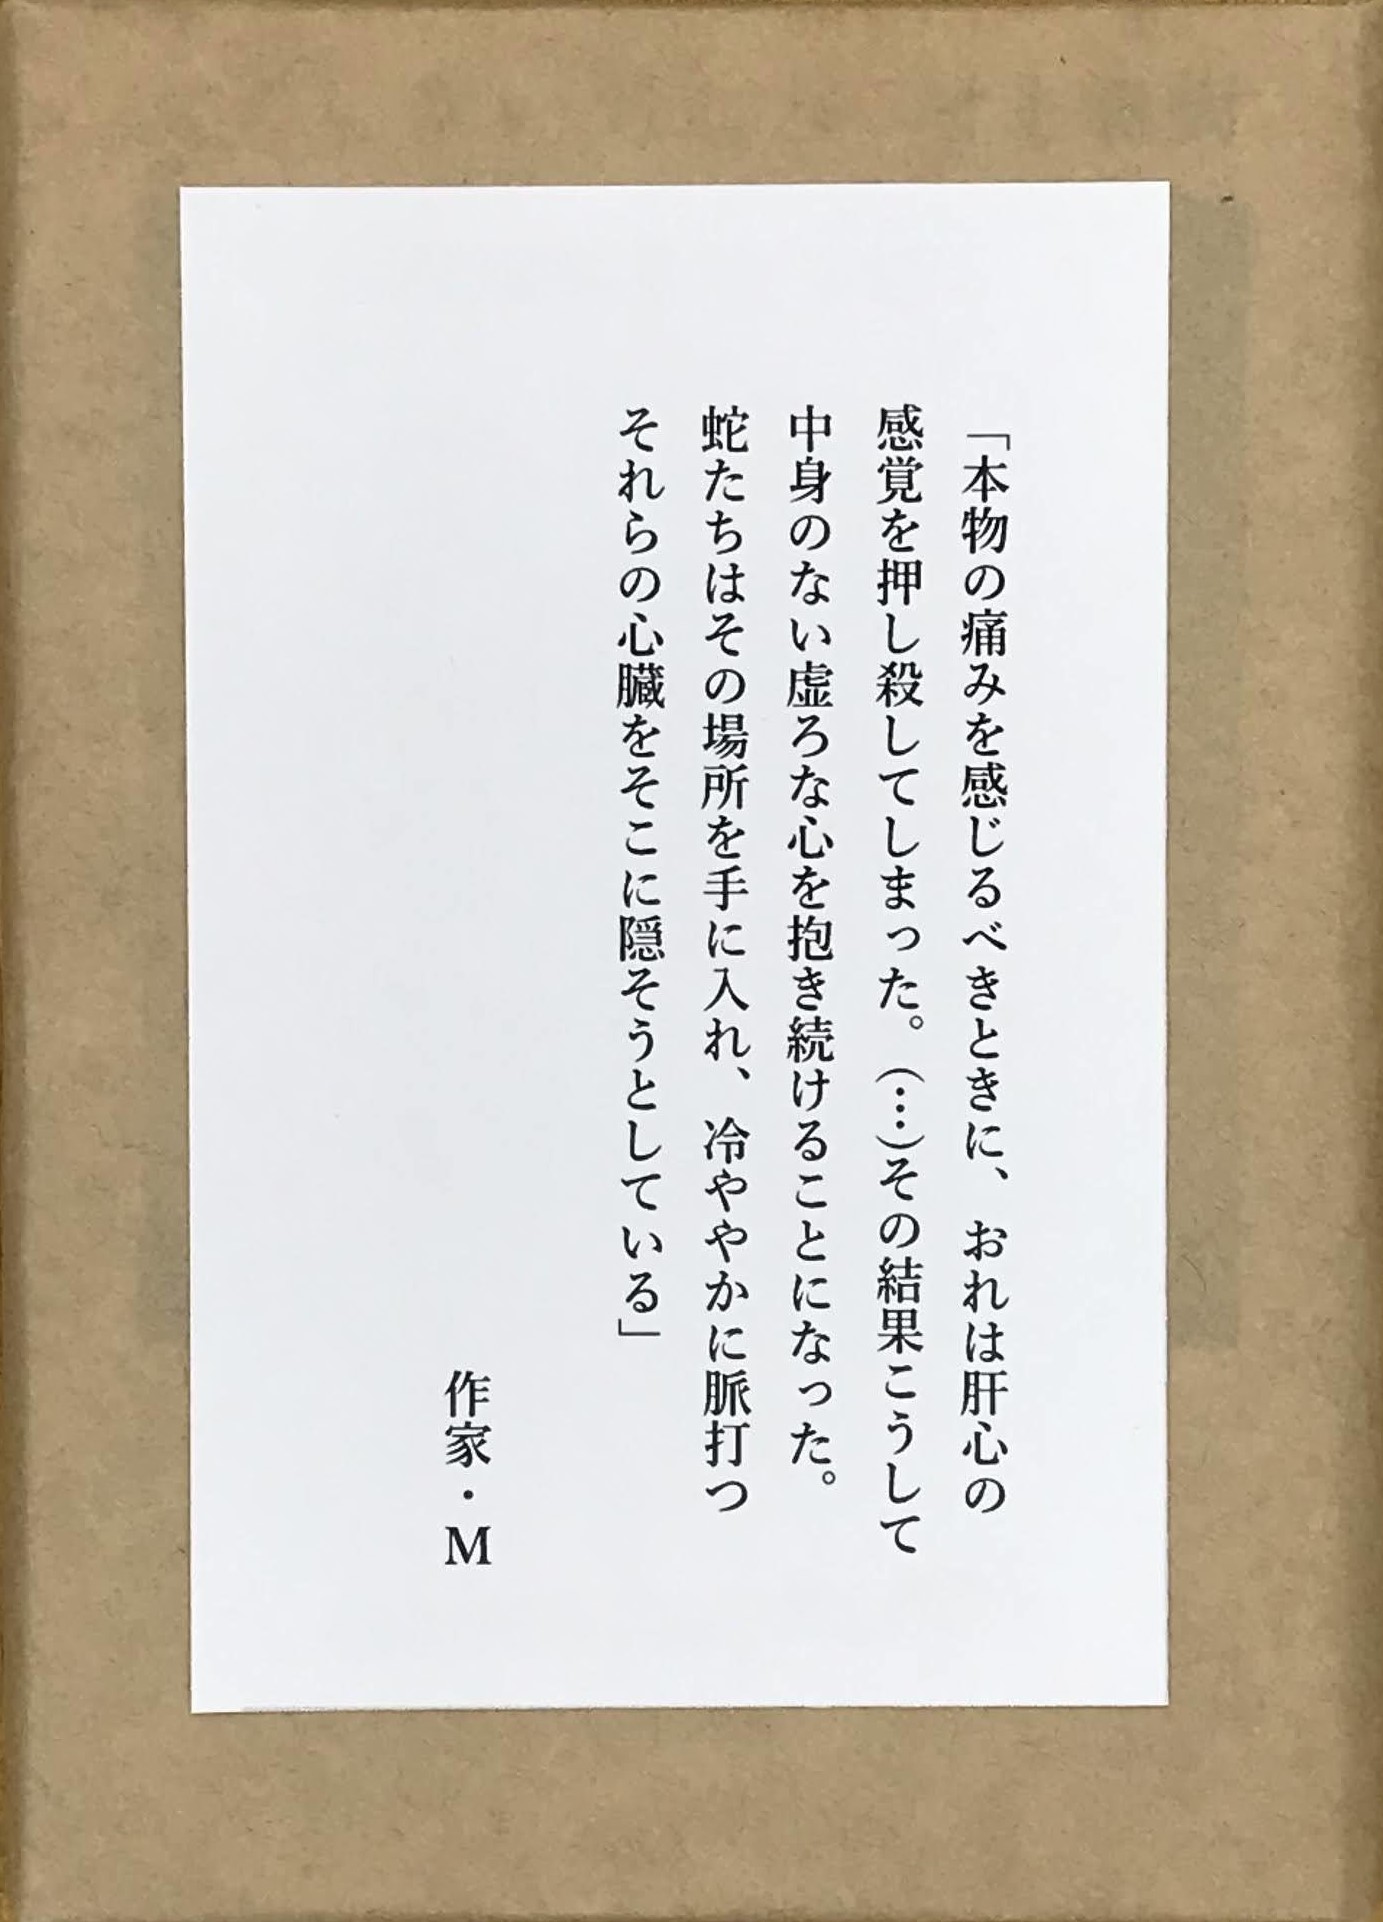 「本物の痛みを感じるべきときに、おれは肝心の
感覚を押し殺してしまった。(…)その結果こうして
中身のない虚ろな心を抱き続けることになった。
蛇たちはその場所を手に入れ、冷ややかに脈打つ
それらの心臓をそこに隠そうとしている」
作家・M